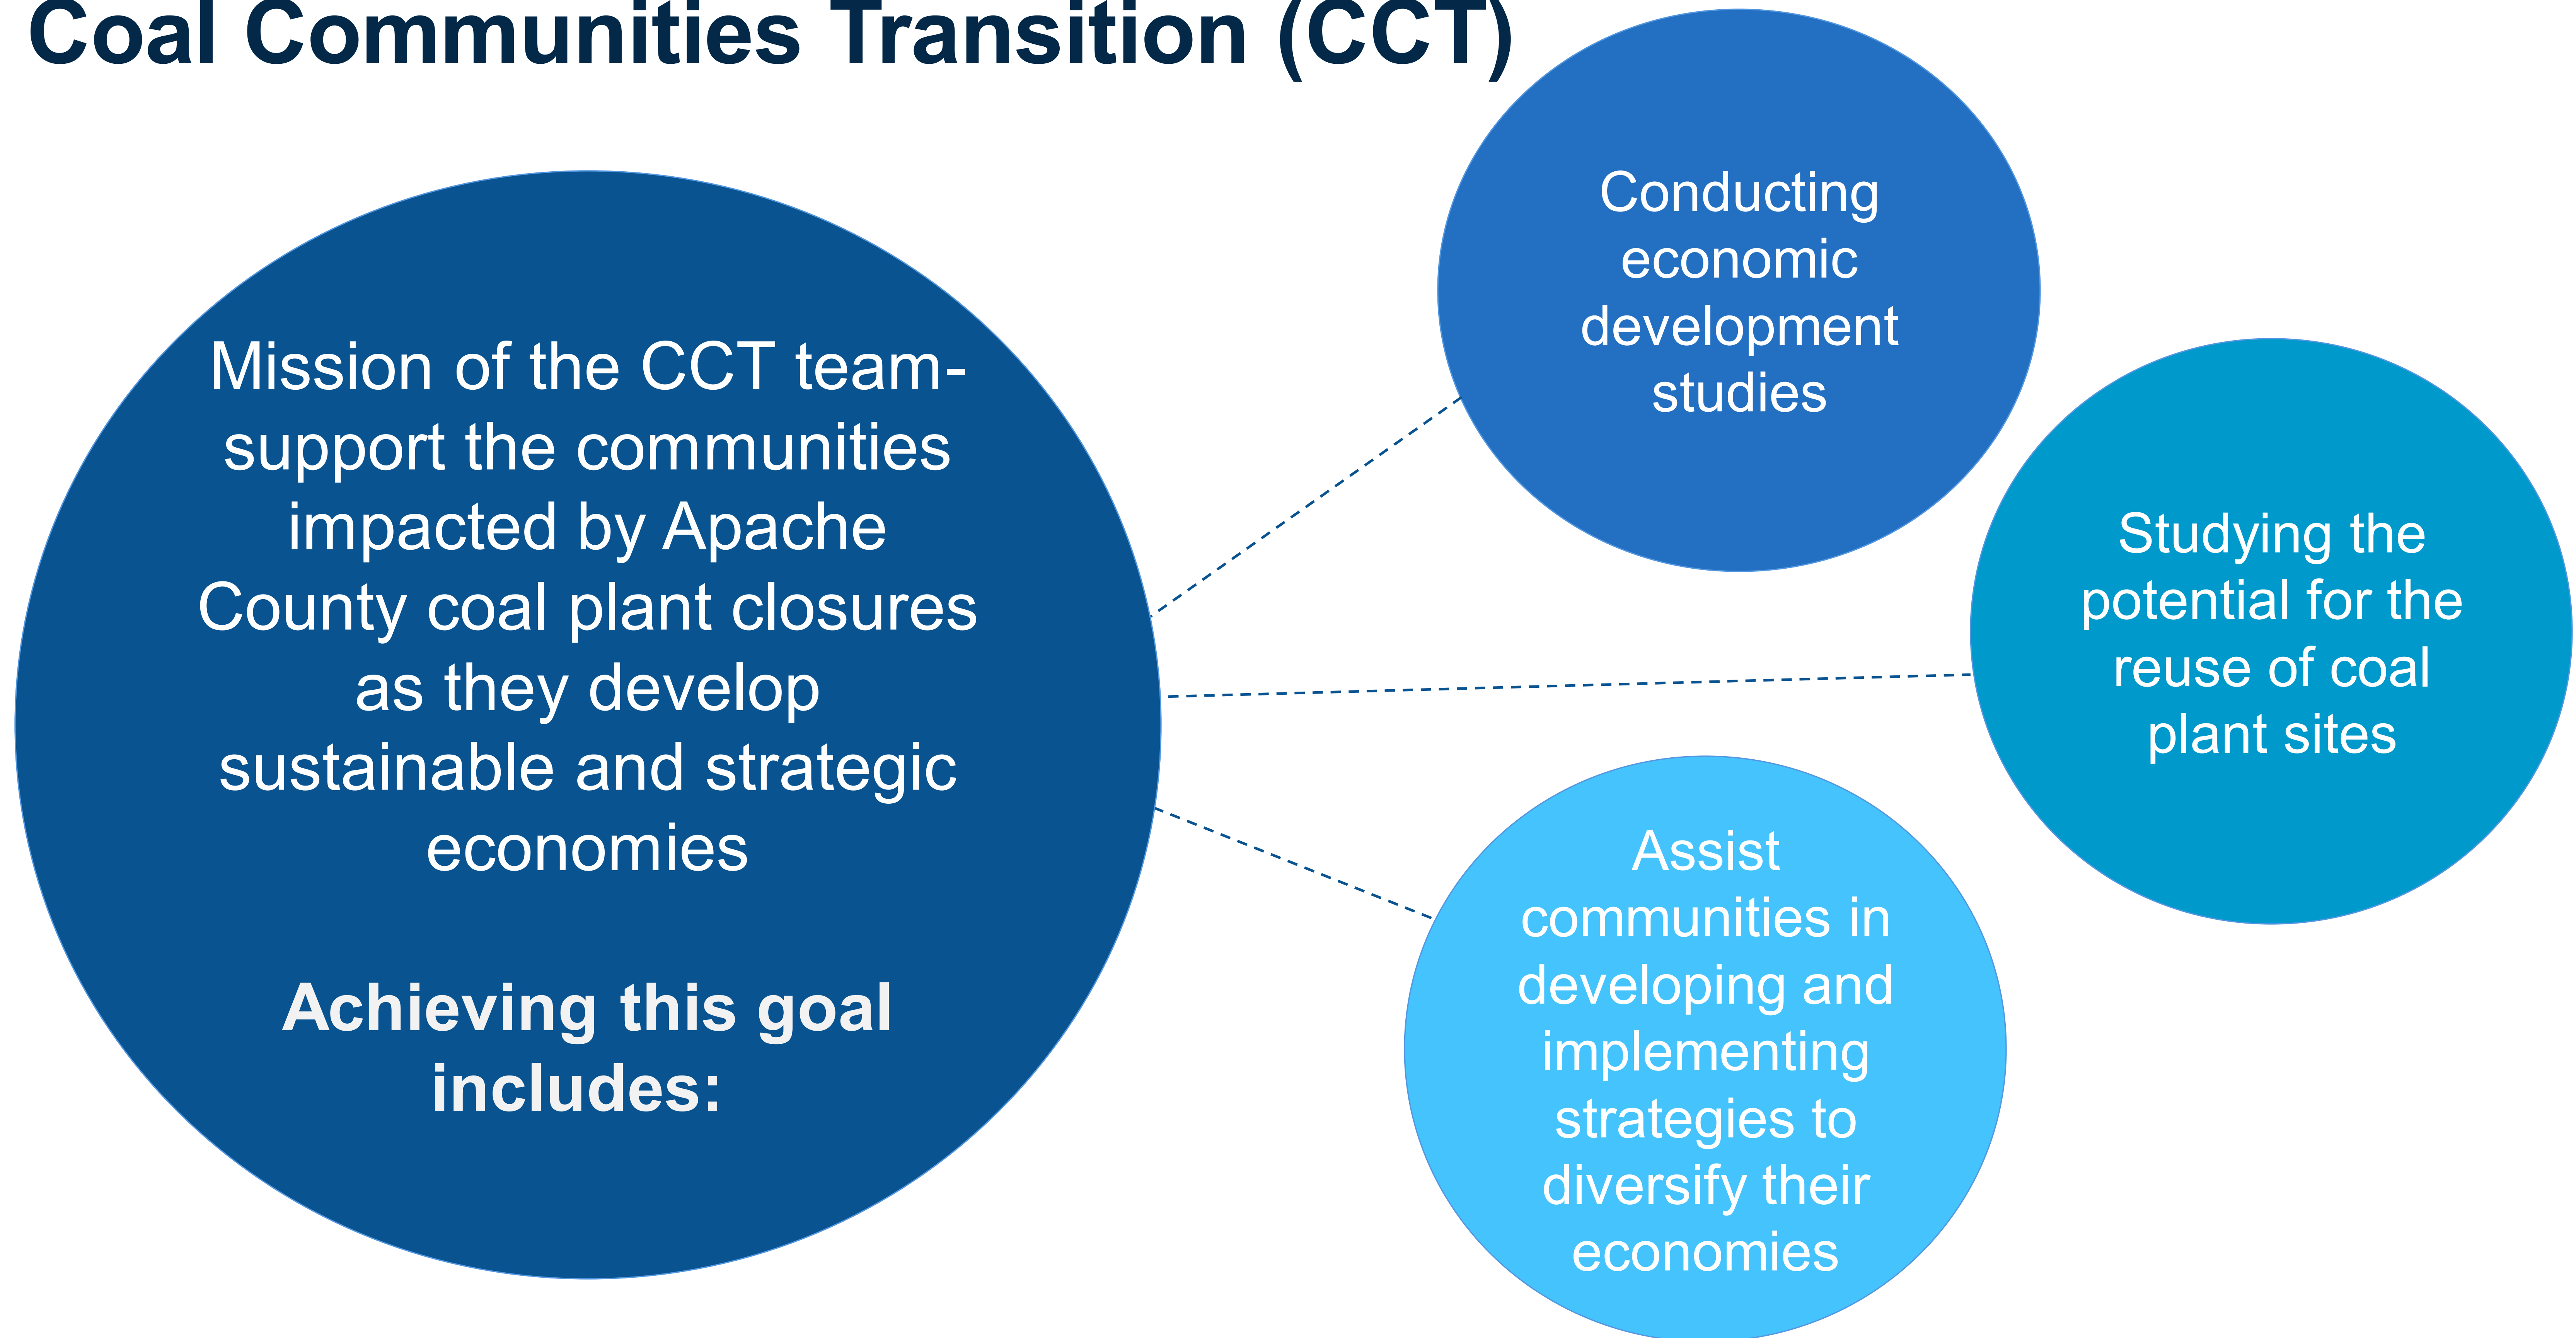 Coal Communities Transition (CCT)
Mission of the CCT team-
support the communities
impacted by Apache
County coal plant closures
as they develop
sustainable and strategic
economies
Achieving this goal
includes:
Conducting
economic
development
studies
Studying the
potential for the
reuse of coal
plant sites
Assist
communities in
developing and
implementing
strategies to
diversify their
economies